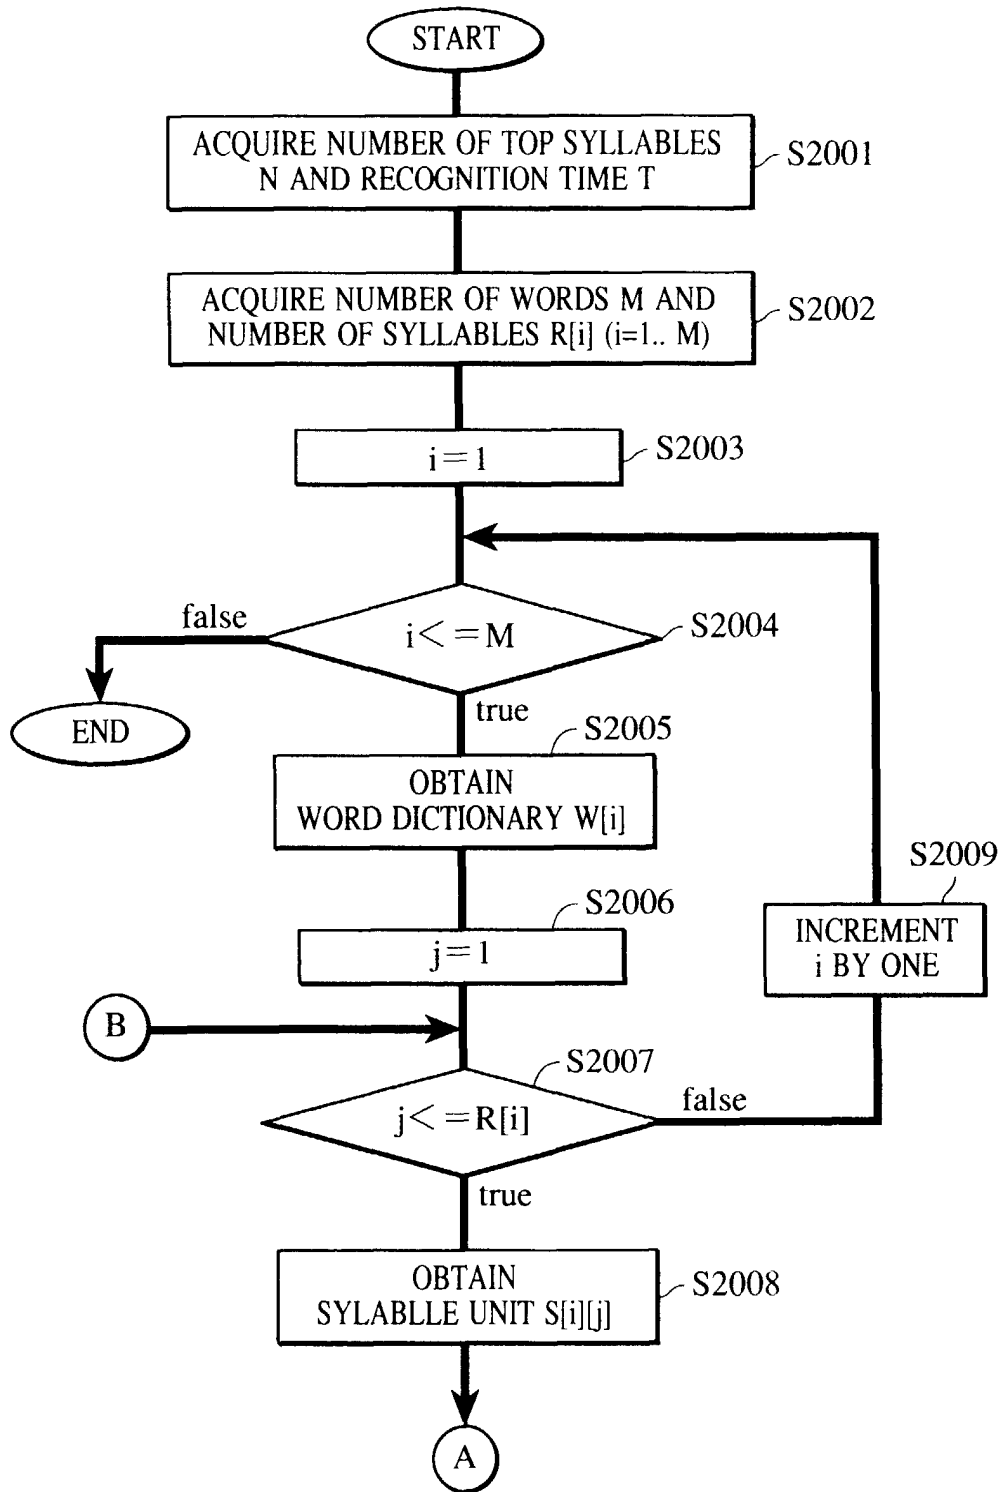 START
ACQUIRE NUMBER OF TOP SYLLABLES
N AND RECOGNITION TIME T
S2001
ACQUIRE NUMBER OF WORDS M AND
NUMBER OF SYLLABLES R[i] (i=1.. M)
S2002
i=1
S2003
false
i<=M
S2004
true
END
S2005
OBTAIN
WORD DICTIONARY W[i]
S2009
S2006
j=1
INCREMENT
i BY ONE
B
S2007
j<=R[i]
false
true
OBTAIN
SYLABLLE UNIT S[i][j]
S2008
A